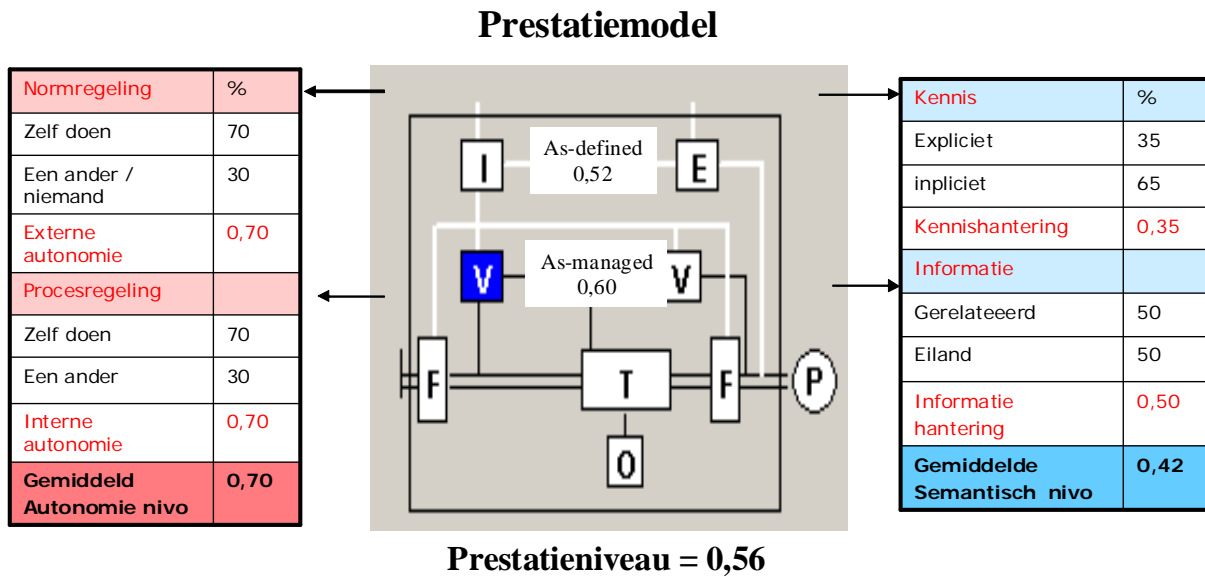 Prestatiemodel
Normregeling %
Zelf doen 70
Een ander / 30
niemand
Externe 0,70
autonomie
Procesregeling
Zelf doen 70
Een ander 30
Interne 0,70
autonomie
Gemiddeld 0,70
Autonomie nivo
I
As-defined
0,52
E
V
As-managed
0,60
V
F
T
F
P
O
Kennis %
Expliciet 35
inpliciet 65
Kennishantering 0,35
Informatie
Gerelateeerd 50
Eiland 50
Informatie 0,50
hantering
Gemiddelde 0,42
Semantisch nivo
Prestatieniveau = 0,56